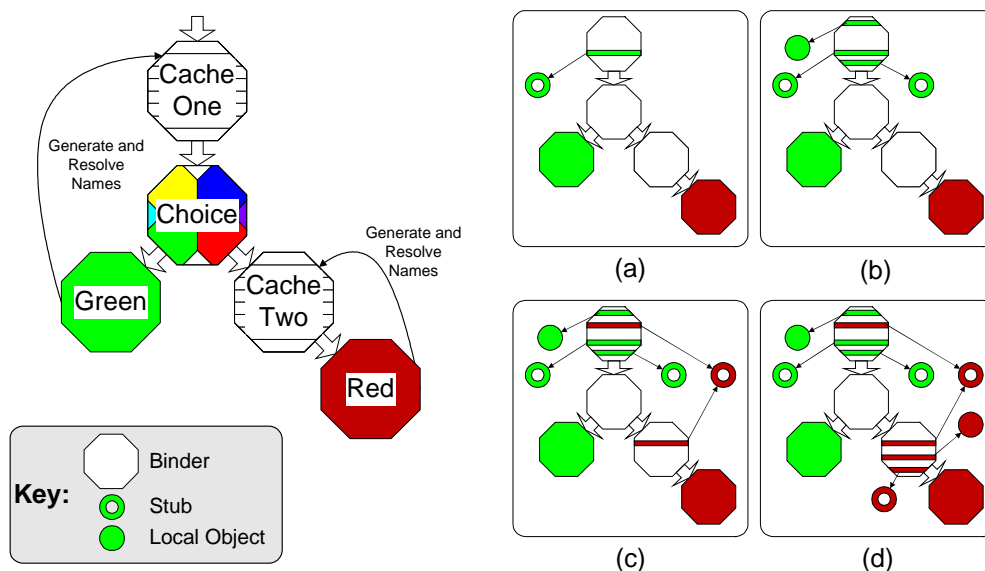 Cache
One
Generate and
Resolve
Names
Choice
Generate and
Resolve
Names
Green
Cache
Two
Red
Key:
Binder
Stub
Local Object
(a)
(b)
(c)
(d)